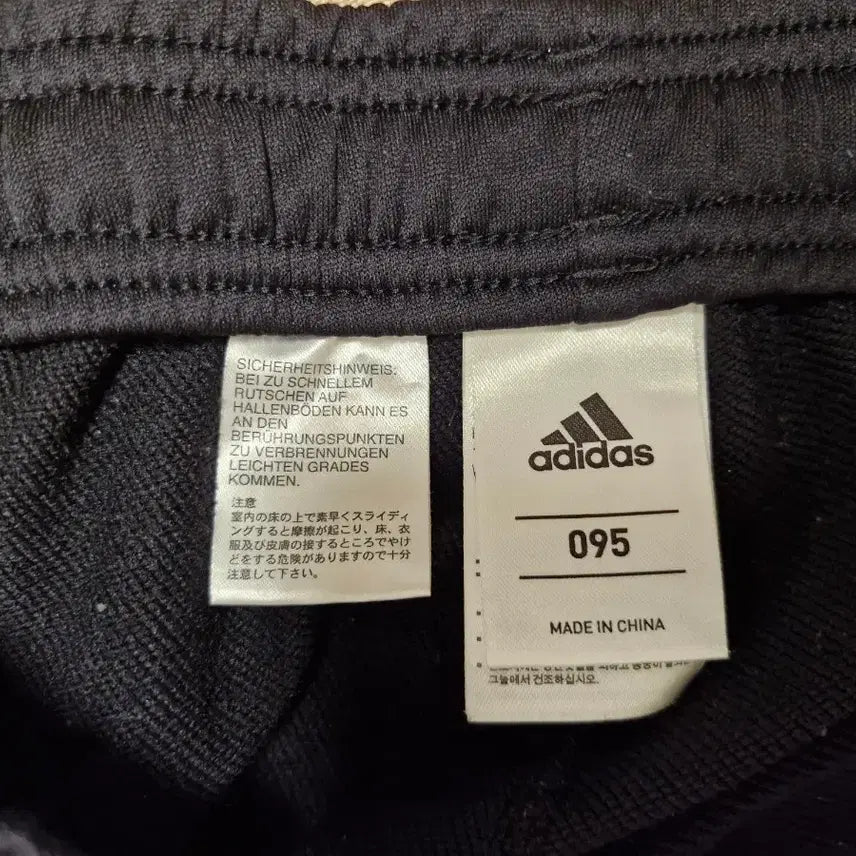 SICHERHEITSHINWEIS:
BEI ZU SCHNELLEM
RUTSCHEN AUF
HALLENBÖDEN KANN ES
AN DEN
BERÜHRUNGSPUNKTEN
ZU VERBRENNUNGEN
LEICHTEN GRADES
KOMMEN.
注意
室内の床の上で素早くスライディ
ングすると摩擦が起こり、床、衣
服及び皮膚の接するところでやけ
どをする危険がありますので十分
注意して下さい。
adidas
095
MADE IN CHINA
그늘에서 건조하십시오.